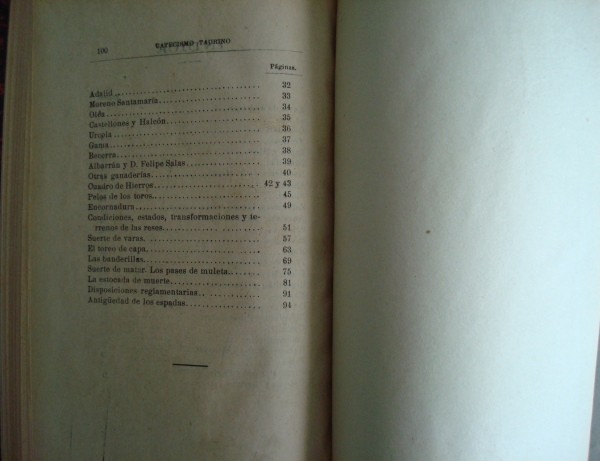 100 CATECISMO TAURINO
Páginas.
Adalid 32
Moreno Santamaría 33
Olda 34
Castellones y Halcón 35
Uropia 36
Gama 37
Becerra 38
Albarrán y D. Felipe Salas 39
Otras ganaderías 40
Cuadro de Hierros 42 y 43
Pelos de los toros 45
Encornadura 49
Condiciones, estados, transformaciones y te-
rrenos de las reses 51
Suerte de varas 57
El toreo de capa 63
Las banderillas 69
Suerte de matar. Los pases de muleta 75
La estocada de muerte 81
Disposiciones reglamentarias 91
Antigüedad de los espadas 94